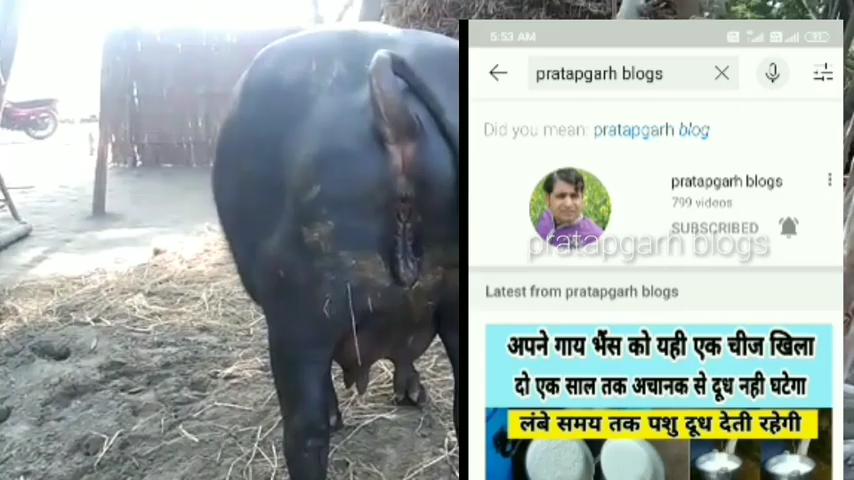 5:53 AM
pratapgarh blogs
Did you mean: pratapgarh blog
pratapgarh blogs
799 videos
SUBSCRIBED
pratapgarh blogs
Latest from pratapgarh blogs
अपने गाय भैंस को यही एक चीज खिला
दो एक साल तक अचानक से दूध नही घटेगा
लंबे समय तक पशु दूध देती रहेगी